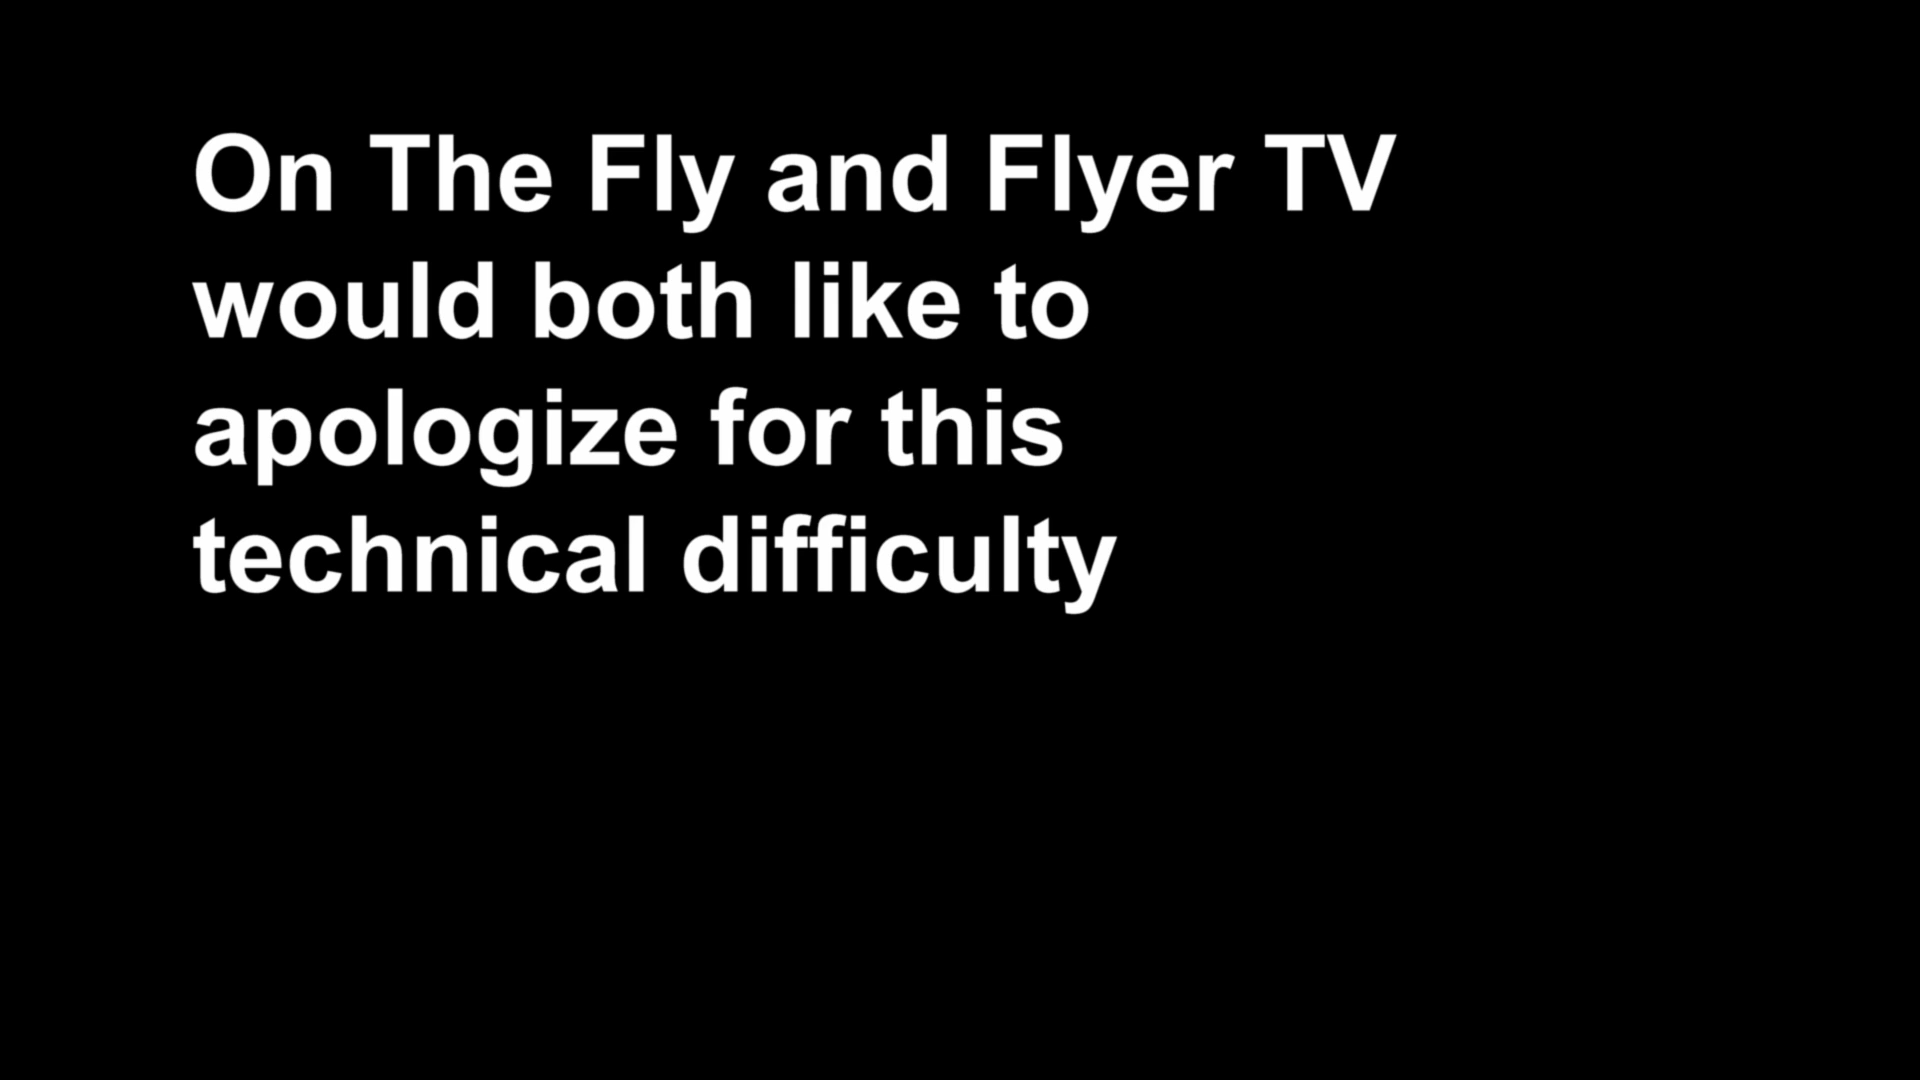 On The Fly and Flyer TV
would both like to
apologize for this
technical difficulty